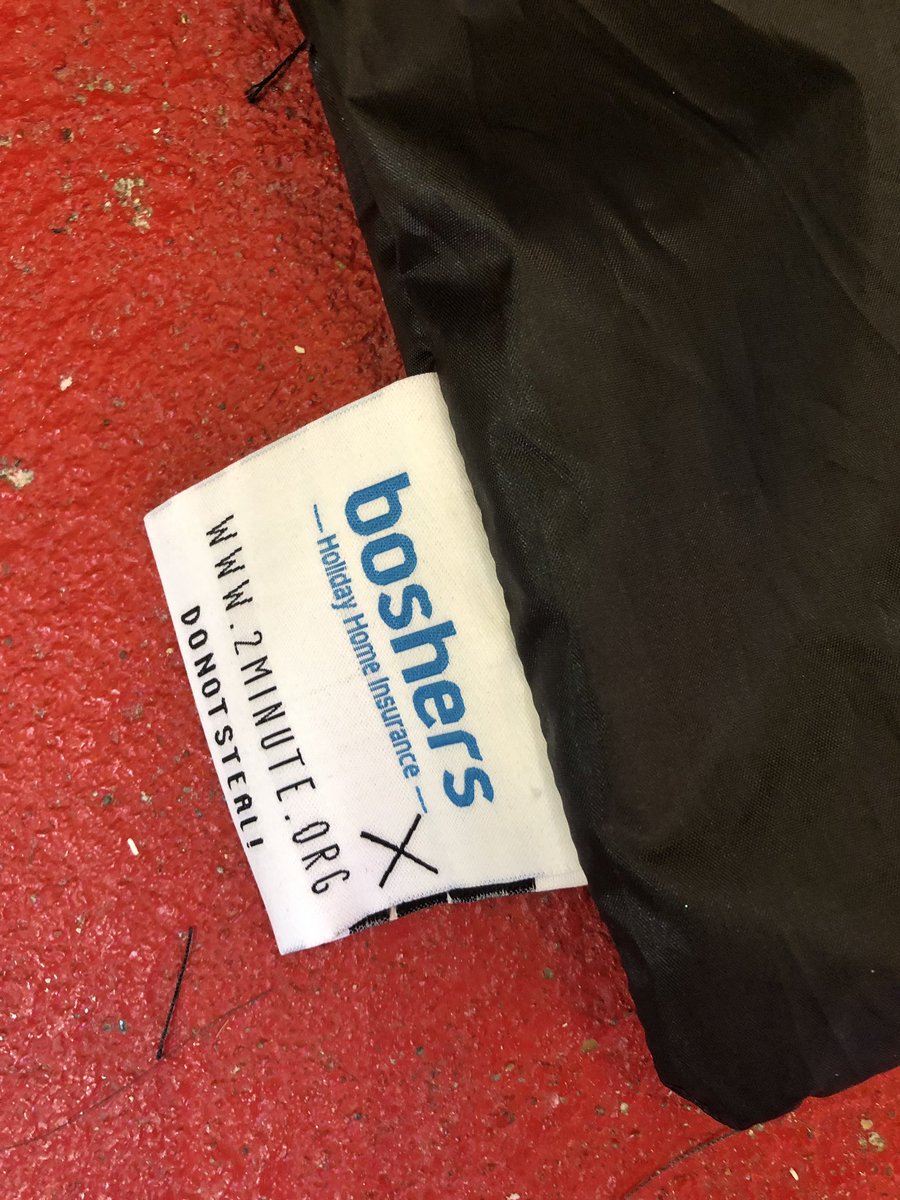 boshers
— Holiday Home Insurance —
X
WWW.2MINUTE.ORG
DO NOT STEAL!